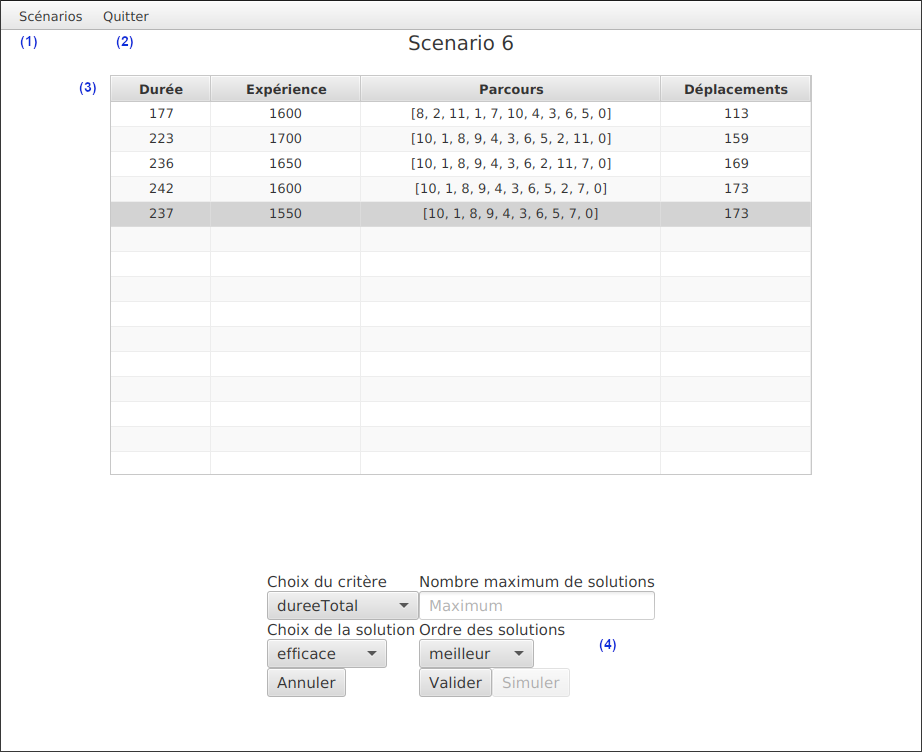 Scénarios Quitter
(1) (2)
Scenario 6
(3)
Durée Expérience Parcours Déplacements
177 1600 [8, 2, 11, 1, 7, 10, 4, 3, 6, 5, 0] 113
223 1700 [10, 1, 8, 9, 4, 3, 6, 5, 2, 11, 0] 159
236 1650 [10, 1, 8, 9, 4, 3, 6, 2, 11, 7, 0] 169
242 1600 [10, 1, 8, 9, 4, 3, 6, 5, 2, 7, 0] 173
237 1550 [10, 1, 8, 9, 4, 3, 6, 5, 7, 0] 173
Choix du critère Nombre maximum de solutions
dureeTotal Maximum
Choix de la solution Ordre des solutions
efficace meilleur (4)
Annuler Valider Simuler